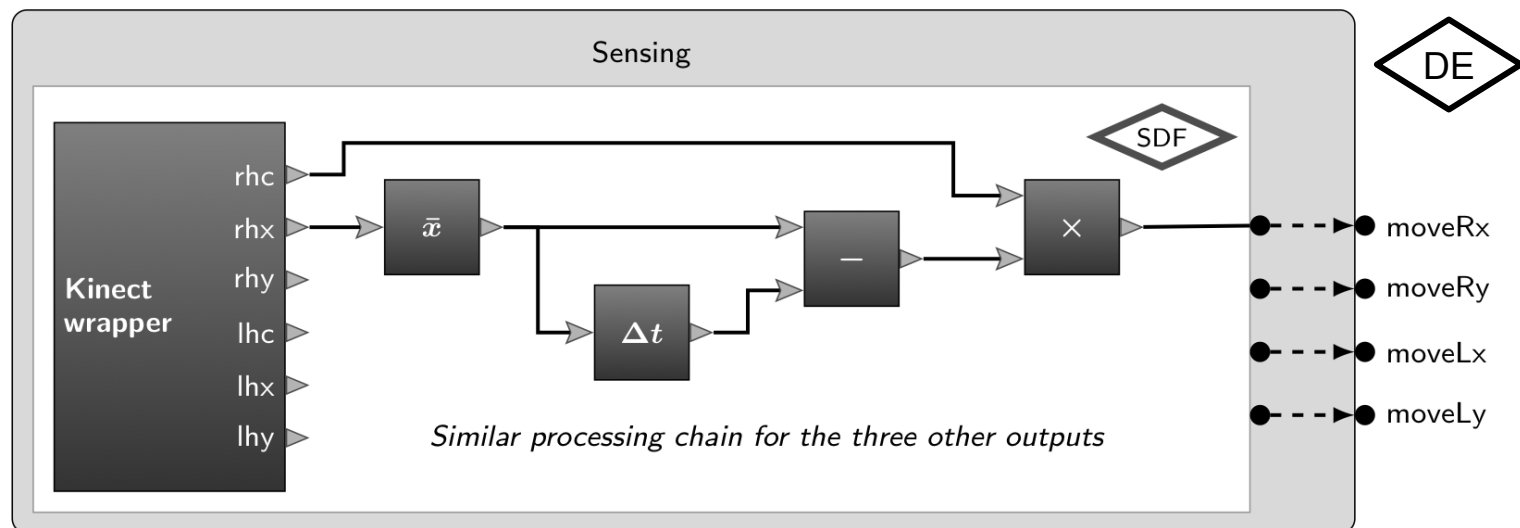 Sensing
DE
SDF
Kinect
wrapper
rhc
rhx
rhy
lhc
lhx
lhy
x̄
Δt
−
×
moveRx
moveRy
moveLx
moveLy
Similar processing chain for the three other outputs